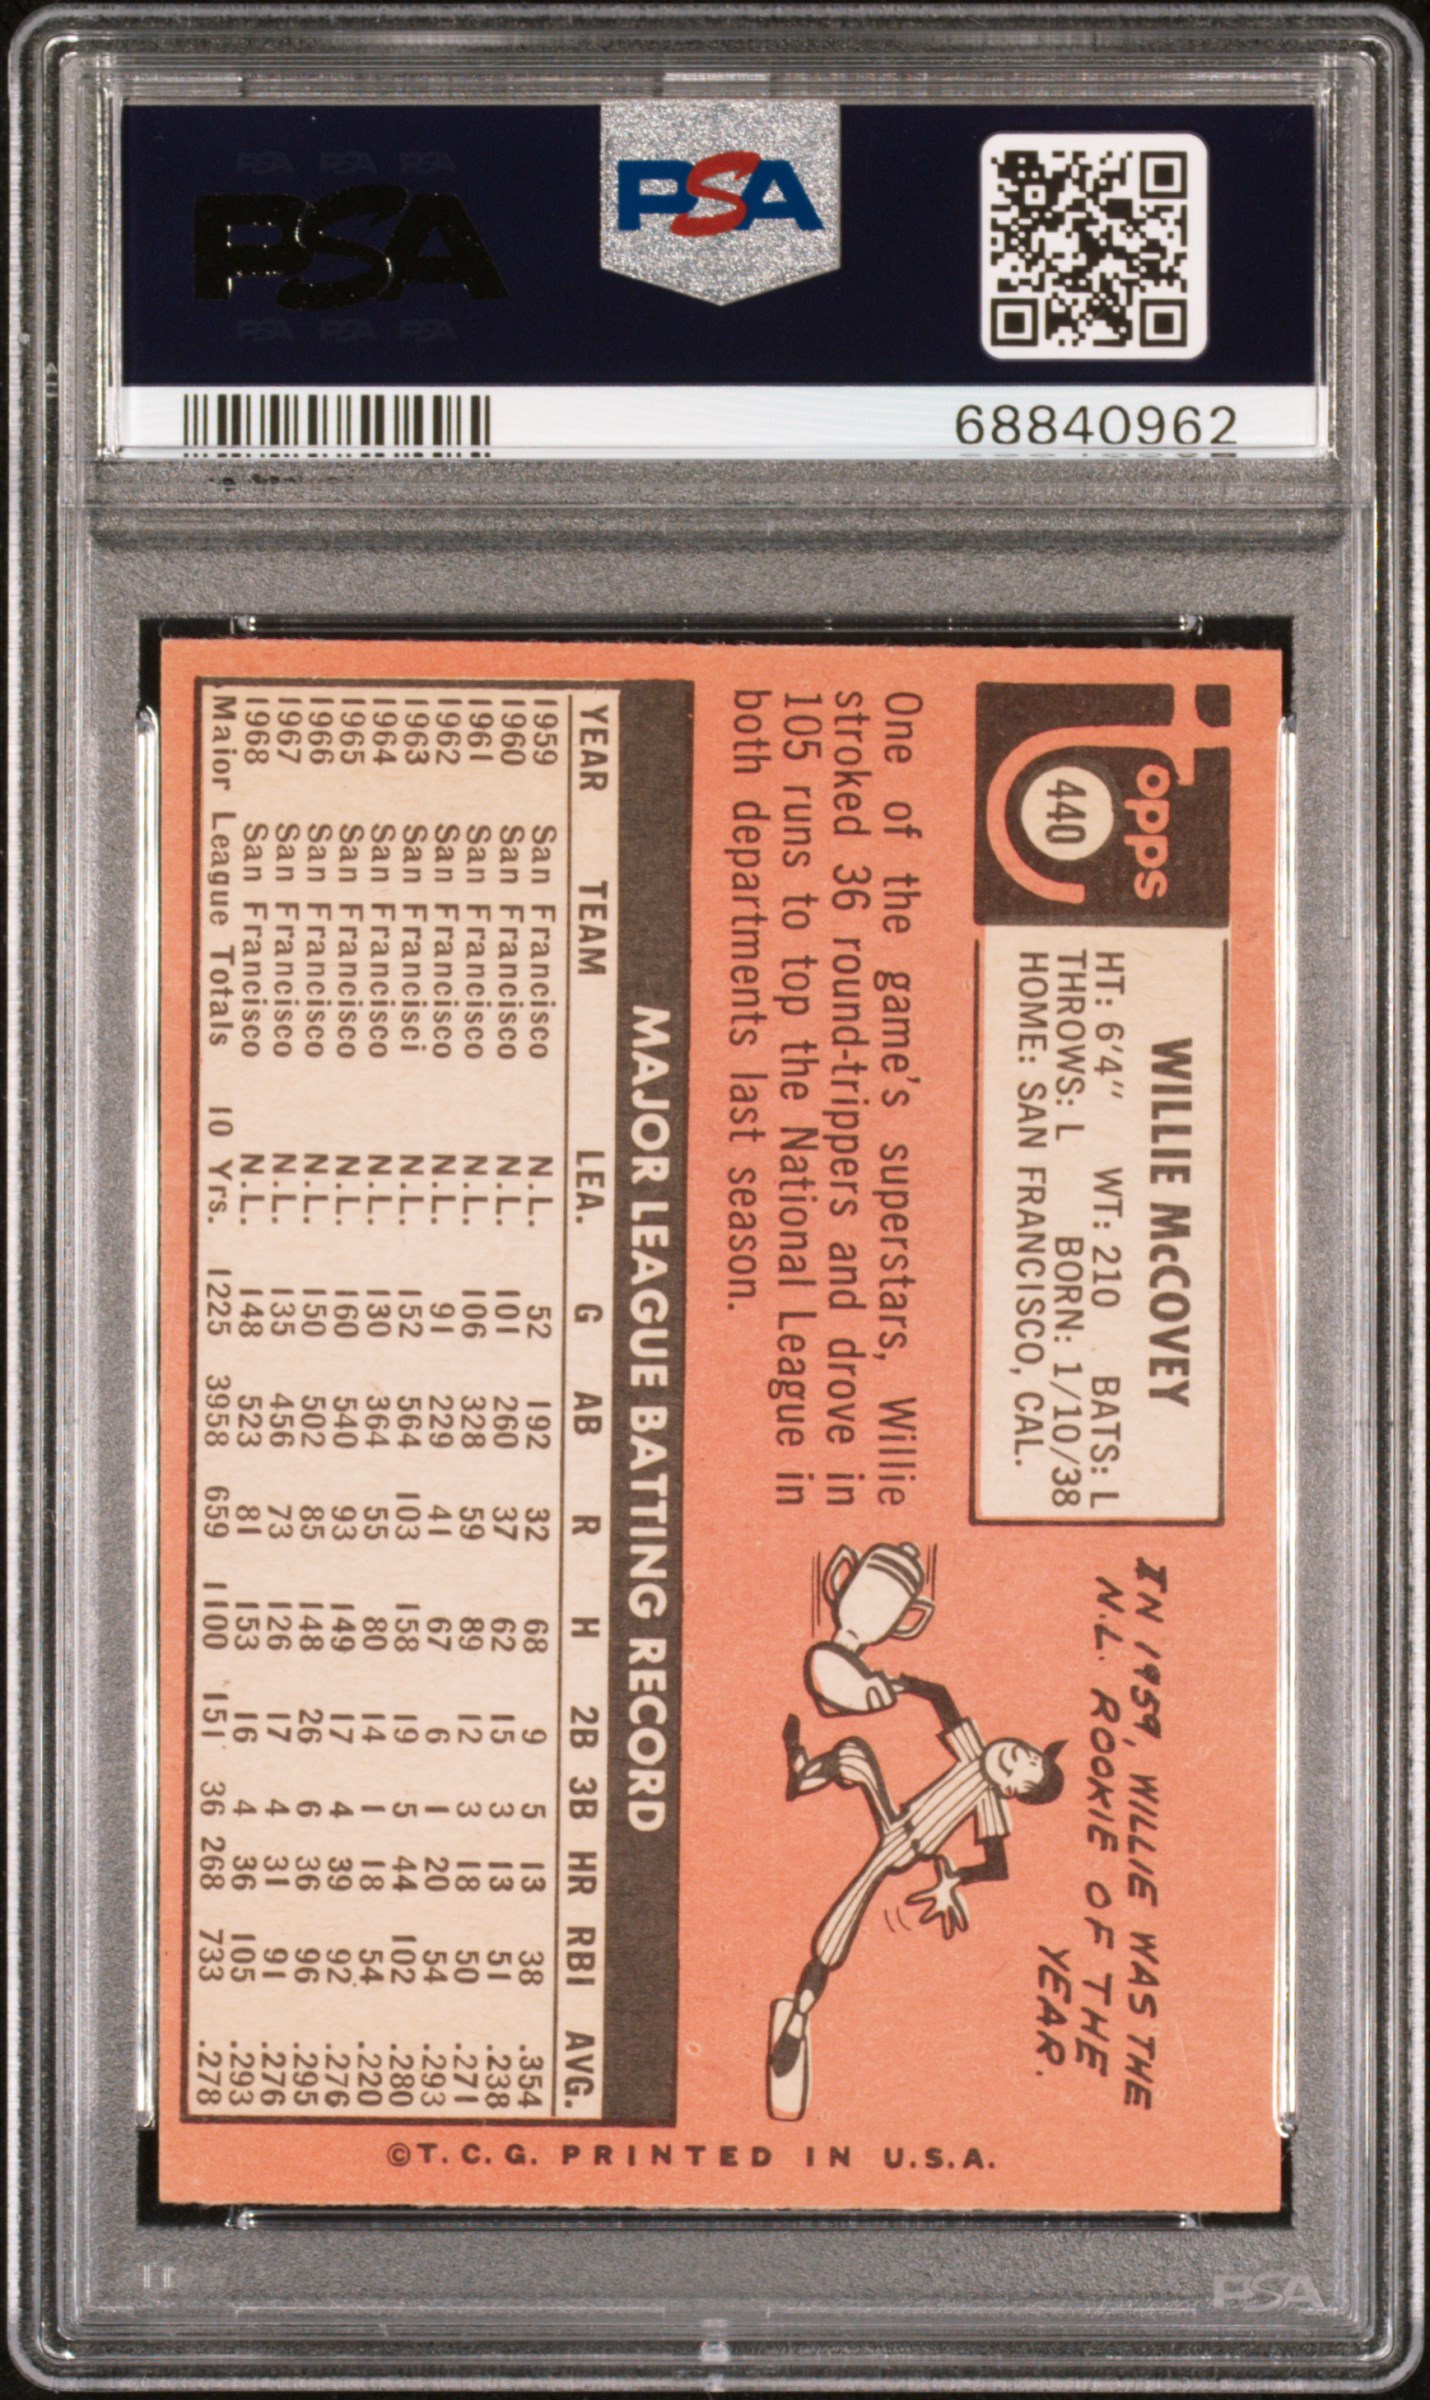 PSA PSA PSA
PSA
PSA PSA PSA
PSA
68840962
Topps
440
WILLIE McCOVEY
HT: 6'4" WT: 210 BATS: L
THROWS: L BORN: 1/10/38
HOME: SAN FRANCISCO, CAL.
IN 1959, WILLIE WAS THE
N.L. ROOKIE OF THE
YEAR.
One of the game's superstars, Willie
stroked 36 round-trippers and drove in
105 runs to top the National League in
both departments last season.
MAJOR LEAGUE BATTING RECORD
YEAR TEAM LEA. G AB R H 2B 3B HR RBI AVG.
1959 San Francisco N.L. 52 192 32 68 9 5 13 38 .354
1960 San Francisco N.L. 101 260 37 62 15 3 13 51 .238
1961 San Francisco N.L. 106 328 59 89 12 3 18 50 .271
1962 San Francisco N.L. 91 229 41 67 6 1 20 54 .293
1963 San Francisci N.L. 152 564 103 158 19 5 44 102 .280
1964 San Francisco N.L. 130 364 55 80 14 1 18 54 .220
1965 San Francisco N.L. 160 540 93 149 17 4 39 92 .276
1966 San Francisco N.L. 150 502 85 148 26 6 36 96 .295
1967 San Francisco N.L. 135 456 73 126 17 4 31 91 .276
1968 San Francisco N.L. 148 523 81 153 16 4 36 105 .293
Major League Totals 10 Yrs. 1225 3958 659 1100 151 36 268 733 .278
©T.C.G. PRINTED IN U.S.A.
PSA